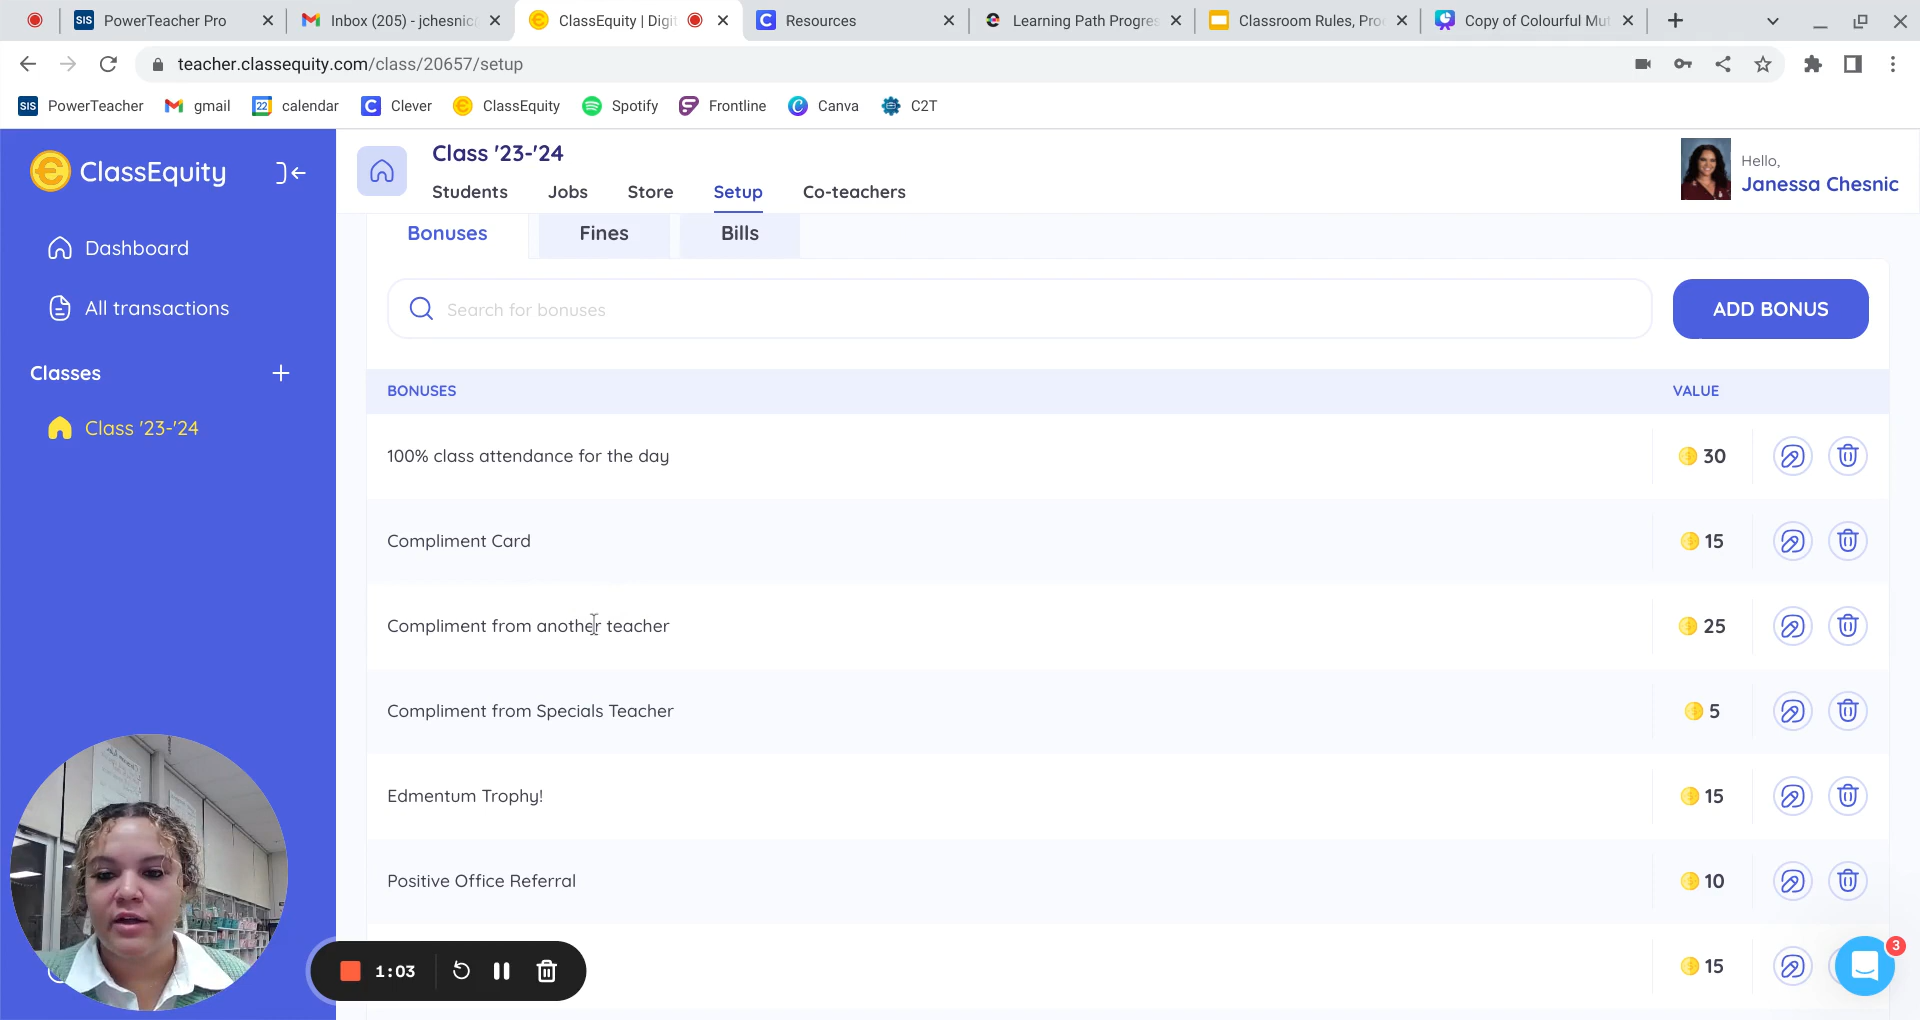 SIS PowerTeacher Pro
Inbox (205) - jchesnic
ClassEquity | Digit
C Resources
Learning Path Progres
Classroom Rules, Pro
Copy of Colourful Mu
teacher.classequity.com/class/20657/setup
SIS PowerTeacher
gmail
22 calendar
C Clever
ClassEquity
Spotify
Frontline
Canva
C2T
ClassEquity
Dashboard
All transactions
Classes
Class '23-'24
Class '23-'24
Students Jobs Store Setup Co-teachers
Hello,
Janessa Chesnic
Bonuses Fines Bills
Search for bonuses
ADD BONUS
BONUSES VALUE
100% class attendance for the day 30
Compliment Card 15
Compliment from another teacher 25
Compliment from Specials Teacher 5
Edmentum Trophy! 15
Positive Office Referral 10
15
1:03
3